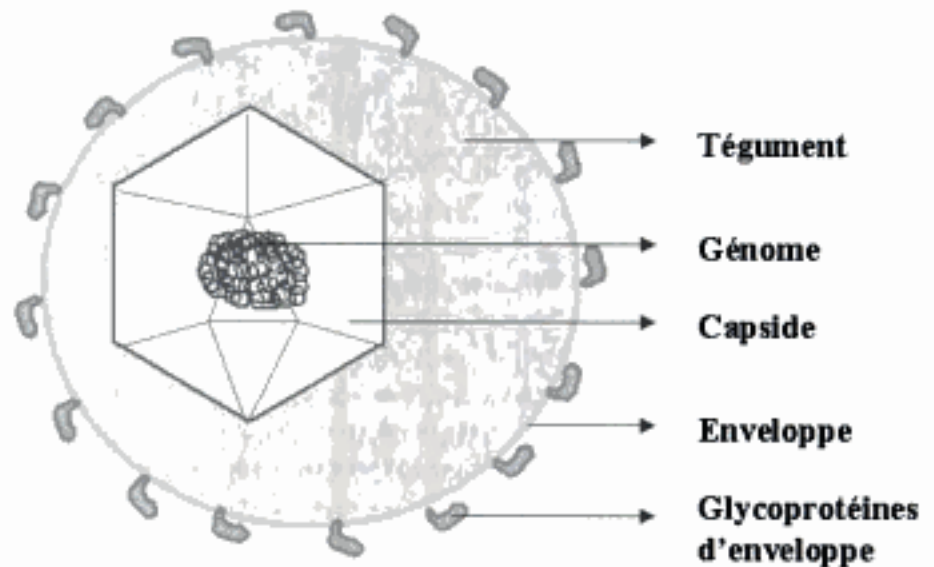 Tégument
Génome
Capside
Enveloppe
Glycoprotéines
d'enveloppe